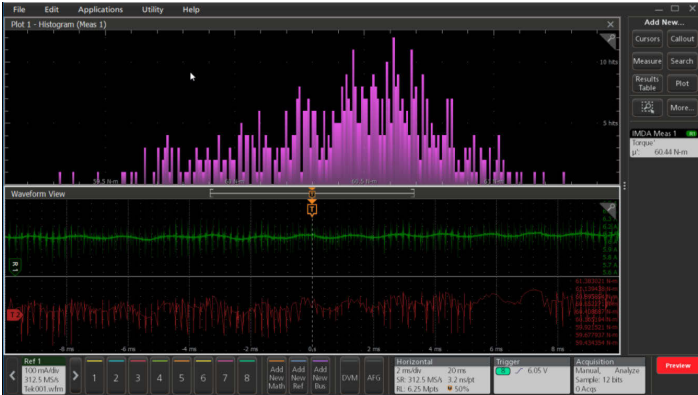 File Edit Applications Utility Help
Plot 1 - Histogram (Meas 1)
Add New...
Cursors Callout
Measure Search
Results Table Plot
More...
10 hits
5 hits
IMDA Meas 1
Torque'
µ': 60.44 N-m
Waveform View
T
R 1
-8 ms -6 ms -4 ms -2 ms 0 s 2 ms 4 ms 6 ms 8 ms
Ref 1
100 mA/div
312.5 MS/s
Tek001.wfm
1 2 3 4 5 6 7 8
Add New Math
Add New Ref
Add New Bus
DVM AFG
Horizontal
2 ms/div 20 ms
SR: 312.5 MS/s 3.2 ns/pt
RL: 6.25 Mpts 50%
Trigger
6.05 V
Acquisition
Manual, Analyze
Sample: 12 bits
0 Acqs
Preview